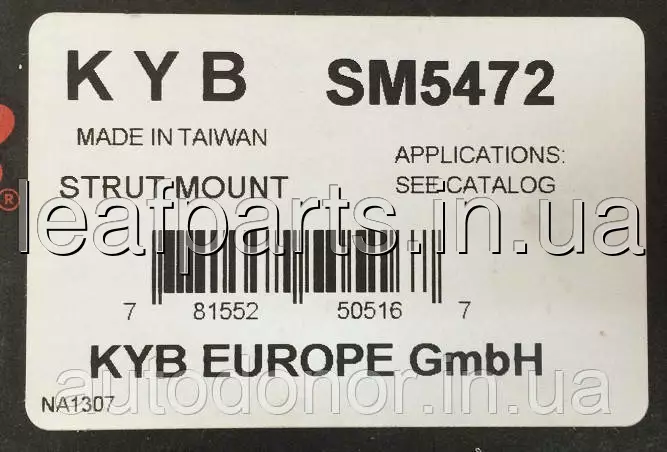 KYB SM5472
MADE IN TAIWAN
APPLICATIONS:
STRUT MOUNT
SEE CATALOG
leafparts.in.ua
7 81552 50516 7
KYB EUROPE GmbH
autodonor.in.ua
NA1307
®